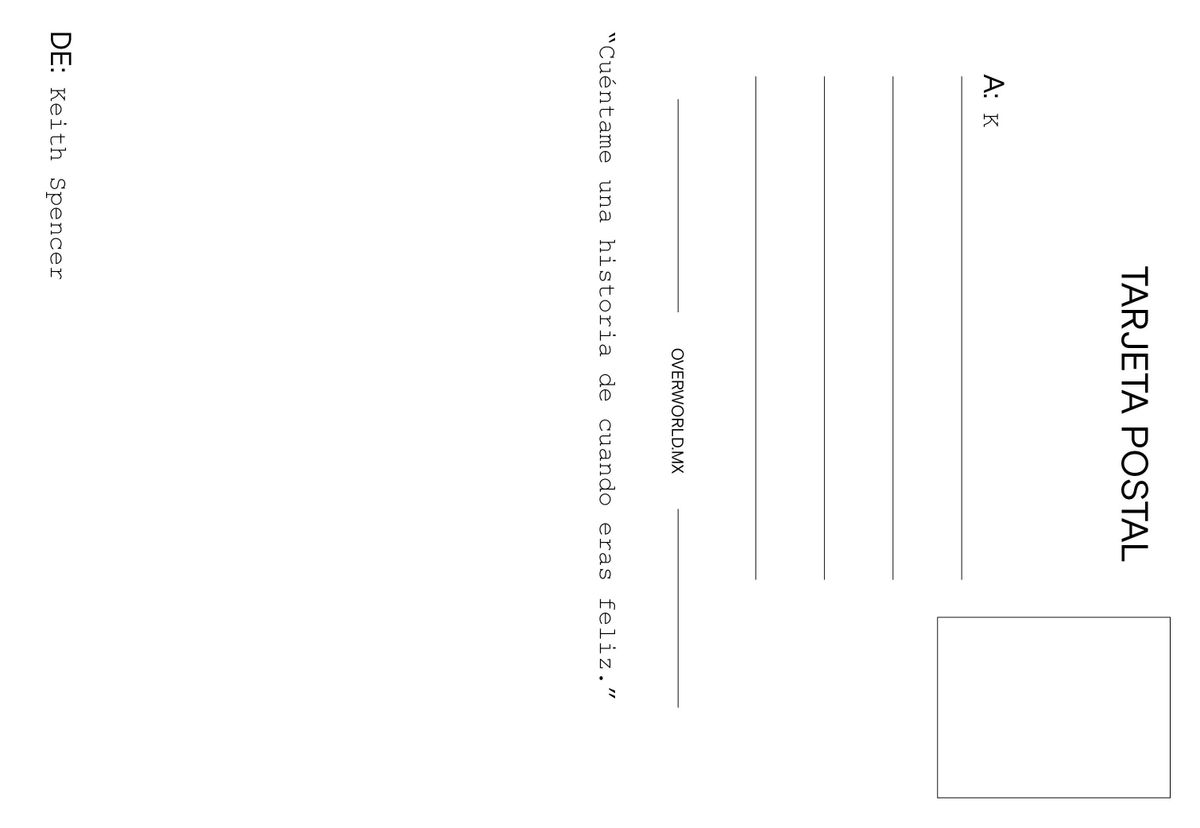 TARJETA POSTAL
A: K
OVERWORLD.MX
“Cuéntame una historia de cuando eras feliz.”
DE: Keith Spencer